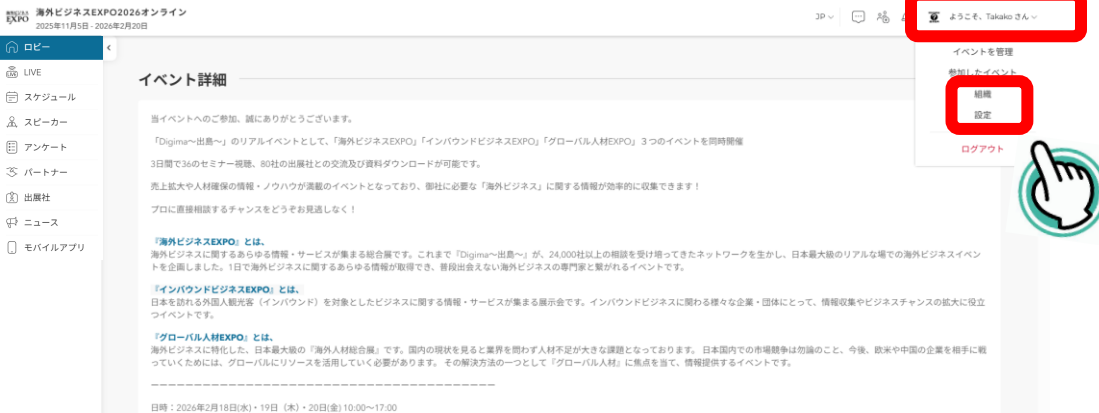 海外ビジネス
EXPO
海外ビジネスEXPO2026オンライン
2025年11月5日 - 2026年2月20日
JP
ようこそ、Takako さん
イベントを管理
参加したイベント
組織
設定
ログアウト
ロビー
LIVE
スケジュール
スピーカー
アンケート
パートナー
出展社
ニュース
モバイルアプリ
イベント詳細
当イベントへのご参加、誠にありがとうございます。
「Digima〜出島〜」のリアルイベントとして、「海外ビジネスEXPO」「インバウンドビジネスEXPO」「グローバル人材EXPO」３つのイベントを同時開催
3日間で36のセミナー視聴、80社の出展社との交流及び資料ダウンロードが可能です。
売上拡大や人材確保の情報・ノウハウが満載のイベントとなっており、御社に必要な「海外ビジネス」に関する情報が効率的に収集できます！
プロに直接相談するチャンスをどうぞお見逃しなく！
『海外ビジネスEXPO』とは、
海外ビジネスに関するあらゆる情報・サービスが集まる総合展です。これまで『Digima〜出島〜』が、24,000社以上の相談を受け培ってきたネットワークを生かし、日本最大級のリアルな場での海外ビジネスイベン
トを企画しました。1日で海外ビジネスに関するあらゆる情報が取得でき、普段出会えない海外ビジネスの専門家と繋がれるイベントです。
『インバウンドビジネスEXPO』とは、
日本を訪れる外国人観光客（インバウンド）を対象としたビジネスに関する情報・サービスが集まる展示会です。インバウンドビジネスに関わる様々な企業・団体にとって、情報収集やビジネスチャンスの拡大に役立
つイベントです。
『グローバル人材EXPO』とは、
海外ビジネスに特化した、日本最大級の『海外人材総合展』です。国内の現状を見ると業界を問わず人材不足が大きな課題となっております。 日本国内での市場競争は勿論のこと、今後、欧米や中国の企業を相手に戦
っていくためには、グローバルにリソースを活用していく必要があります。 その解決方法の一つとして『グローバル人材』に焦点を当て、情報提供するイベントです。
ーーーーーーーーーーーーーーーーーーーーーーーーーーーーーーーーーーーーーーーー
日時：2026年2月18日(水)・19日（木）・20日(金) 10:00〜17:00